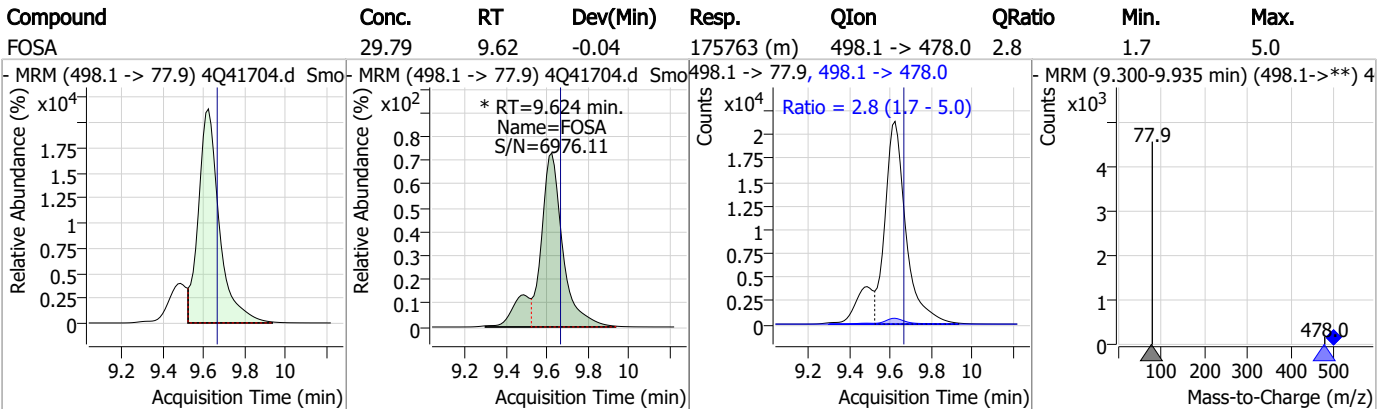 Compound Conc. RT Dev(Min) Resp. QIon QRatio Min. Max.
FOSA 29.79 9.62 -0.04 175763 (m) 498.1 -> 478.0 2.8 1.7 5.0
- MRM (498.1 -> 77.9) 4Q41704.d Smo
Relative Abundance (%)
x10⁴
1.75
1.5
1.25
1
0.75
0.5
0.25
0
9.2 9.4 9.6 9.8 10
Acquisition Time (min)
- MRM (498.1 -> 77.9) 4Q41704.d Smo
Relative Abundance (%)
x10²
* RT=9.624 min.
Name=FOSA
S/N=6976.11
0.8
0.7
0.6
0.5
0.4
0.3
0.2
0.1
0
9.2 9.4 9.6 9.8 10
Acquisition Time (min)
498.1 -> 77.9, 498.1 -> 478.0
Counts
x10⁴
Ratio = 2.8 (1.7 - 5.0)
2
1.75
1.5
1.25
1
0.75
0.5
0.25
0
9.2 9.4 9.6 9.8 10
Acquisition Time (min)
- MRM (9.300-9.935 min) (498.1->**) 4
Counts
x10³
77.9
4
3
2
1
0
478.0
100 200 300 400 500
Mass-to-Charge (m/z)